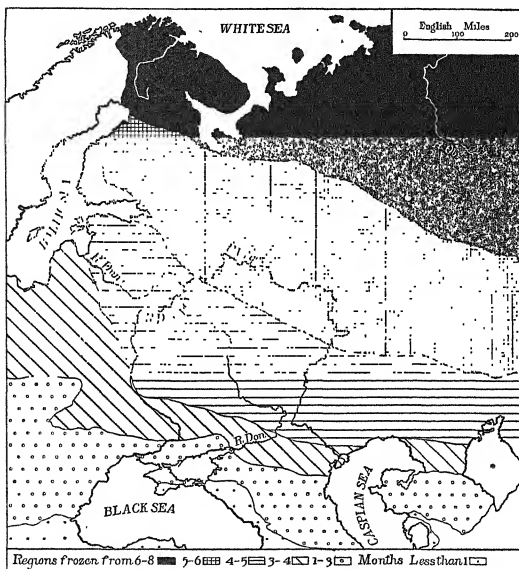 WHITE SEA
English Miles
0 100 200
R. Don
BLACK SEA
CASPIAN SEA
Regions frozen from 6-8 5-6 4-5 3-4 1-3 Months Less than 1